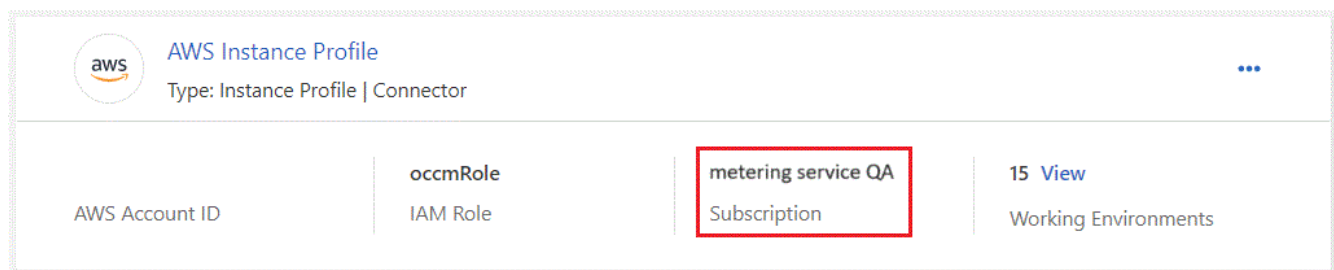 aws
AWS Instance Profile
Type: Instance Profile | Connector
•••
AWS Account ID
occmRole
IAM Role
metering service QA
Subscription
15 View
Working Environments